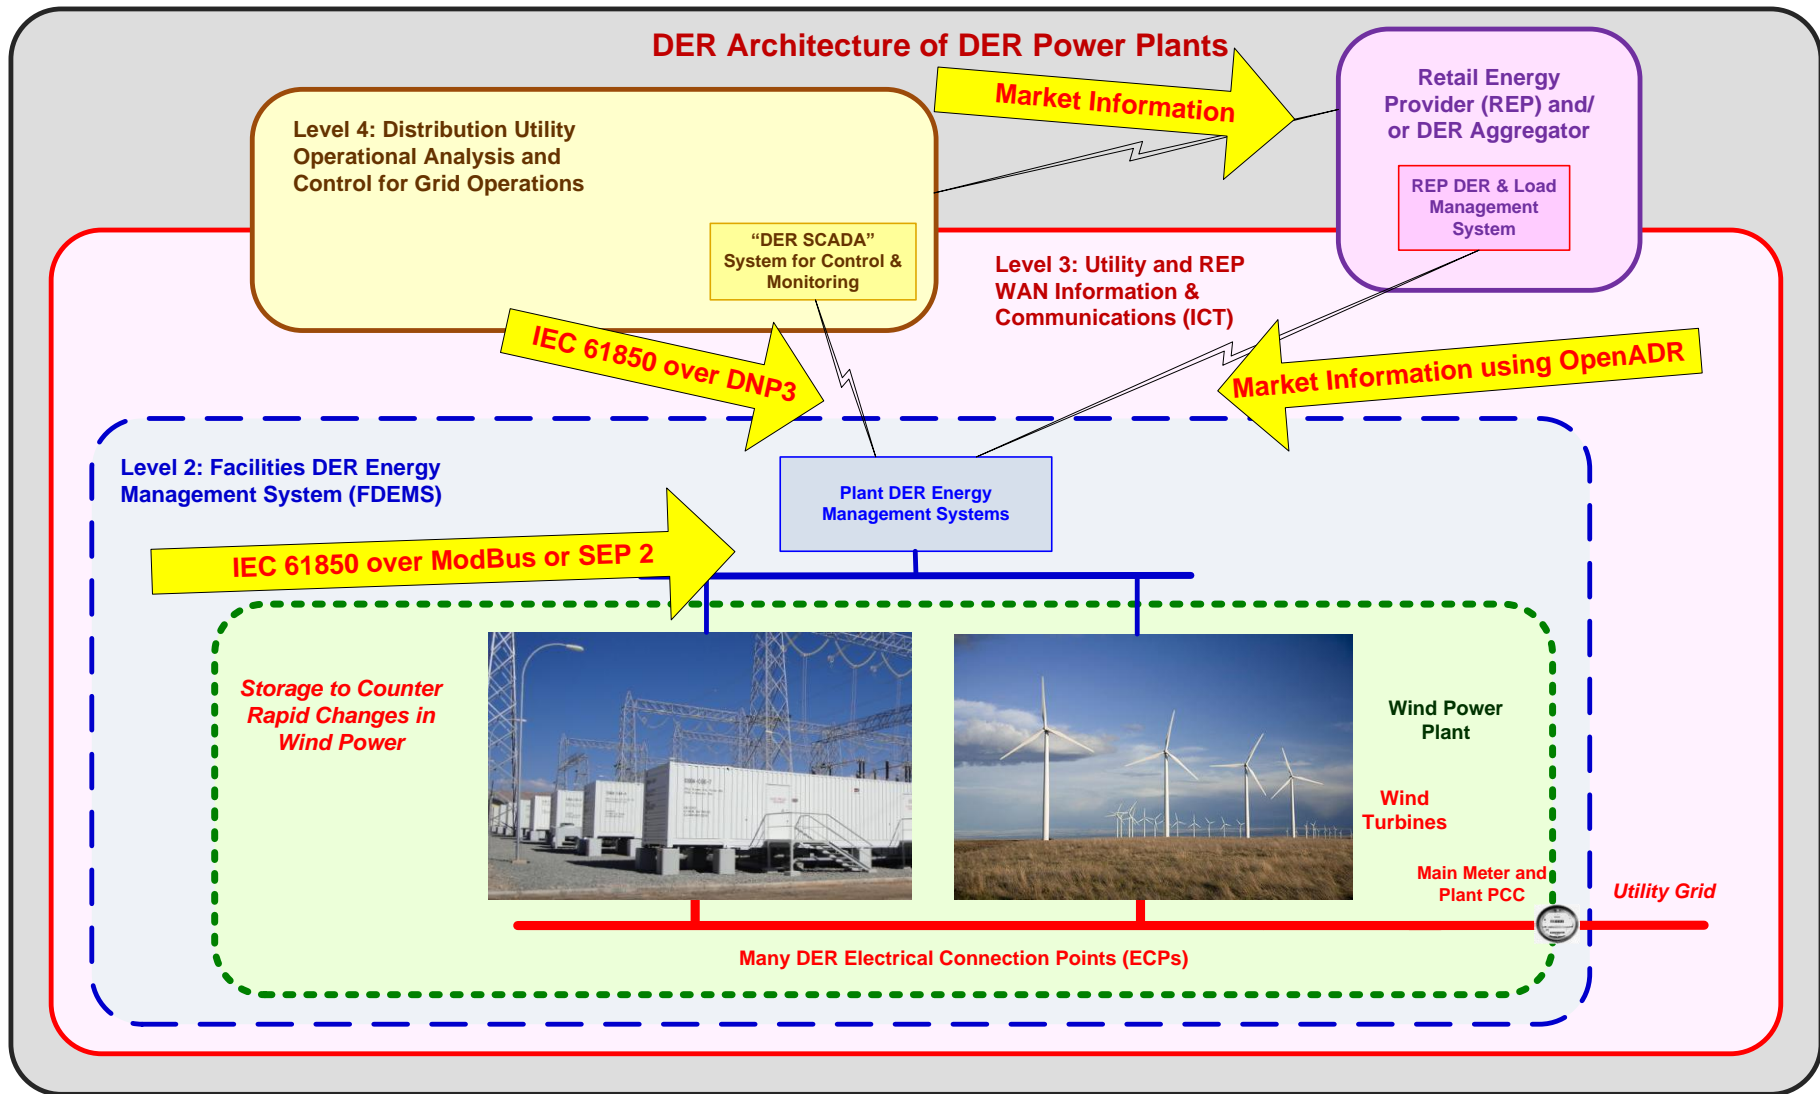 DER Architecture of DER Power Plants
Market Information
Retail Energy
Provider (REP) and/
or DER Aggregator
REP DER & Load
Management
System
Level 4: Distribution Utility
Operational Analysis and
Control for Grid Operations
“DER SCADA”
System for Control &
Monitoring
Level 3: Utility and REP
WAN Information &
Communications (ICT)
IEC 61850 over DNP3
Market Information using OpenADR
Level 2: Facilities DER Energy
Management System (FDEMS)
Plant DER Energy
Management Systems
IEC 61850 over ModBus or SEP 2
Storage to Counter
Rapid Changes in
Wind Power
Wind Power
Plant
Wind
Turbines
Main Meter and
Plant PCC
Utility Grid
Many DER Electrical Connection Points (ECPs)